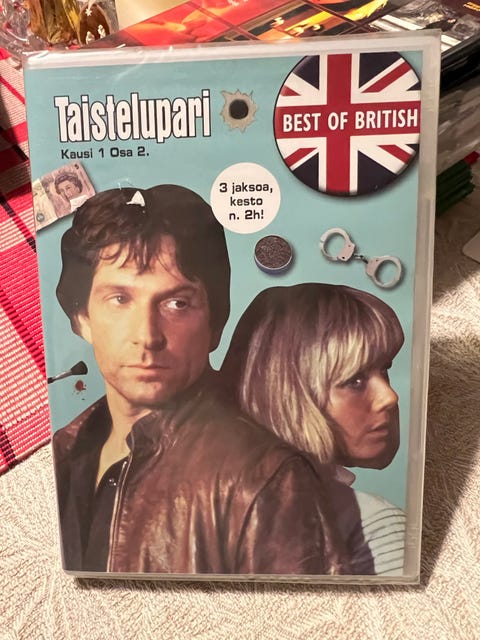 Taistelupari
Kausi 1 Osa 2.
BEST OF BRITISH
3 jaksoa,
kesto
n. 2h!